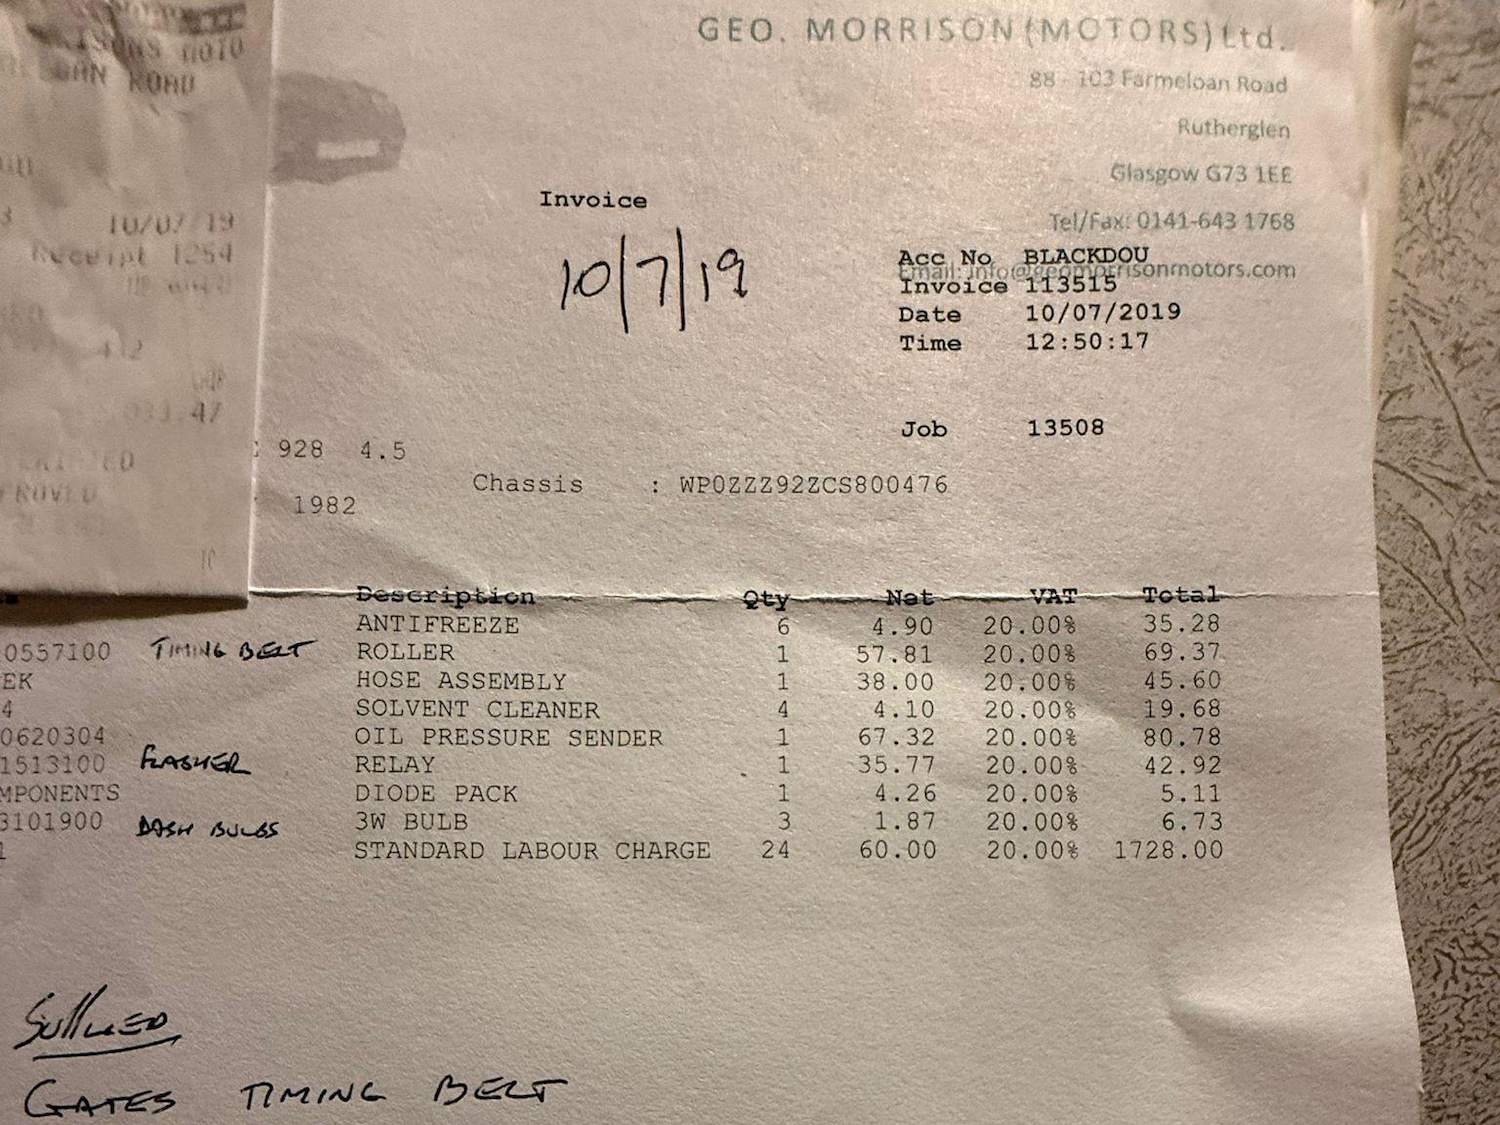 GEO. MORRISON (MOTORS) Ltd.
88 - 103 Farmeloan Road
Rutherglen
Glasgow G73 1EE
Tel/Fax: 0141-643 1768
Email: info@geomorrisonmotors.com
ROAD
10/07/19
Receipt 1254
.47
Invoice
10/7/19
Acc No BLACKDOU
Invoice 113515
Date 10/07/2019
Time 12:50:17
Job 13508
928 4.5
Chassis : WP0ZZZ92ZCS800476
1982
Description Qty Net VAT Total
ANTIFREEZE 6 4.90 20.00% 35.28
0557100 TIMING BELT ROLLER 1 57.81 20.00% 69.37
EK HOSE ASSEMBLY 1 38.00 20.00% 45.60
4 SOLVENT CLEANER 4 4.10 20.00% 19.68
0620304 OIL PRESSURE SENDER 1 67.32 20.00% 80.78
1513100 FLASHER RELAY 1 35.77 20.00% 42.92
MPONENTS DIODE PACK 1 4.26 20.00% 5.11
3101900 DASH BULBS 3W BULB 3 1.87 20.00% 6.73
1 STANDARD LABOUR CHARGE 24 60.00 20.00% 1728.00
GATES TIMING BELT